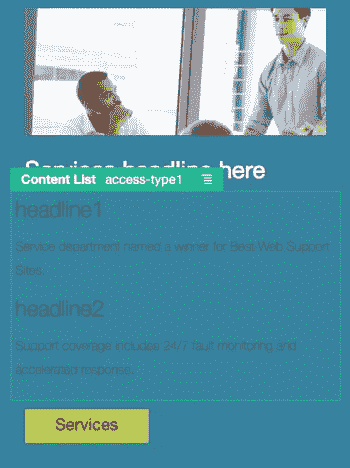 Services headline here
Content List access-type1
headline1
Service department named a winner for Best Web Support
Sites.
headline2
Support coverage includes 24/7 fault monitoring and
accelerated response.
Services